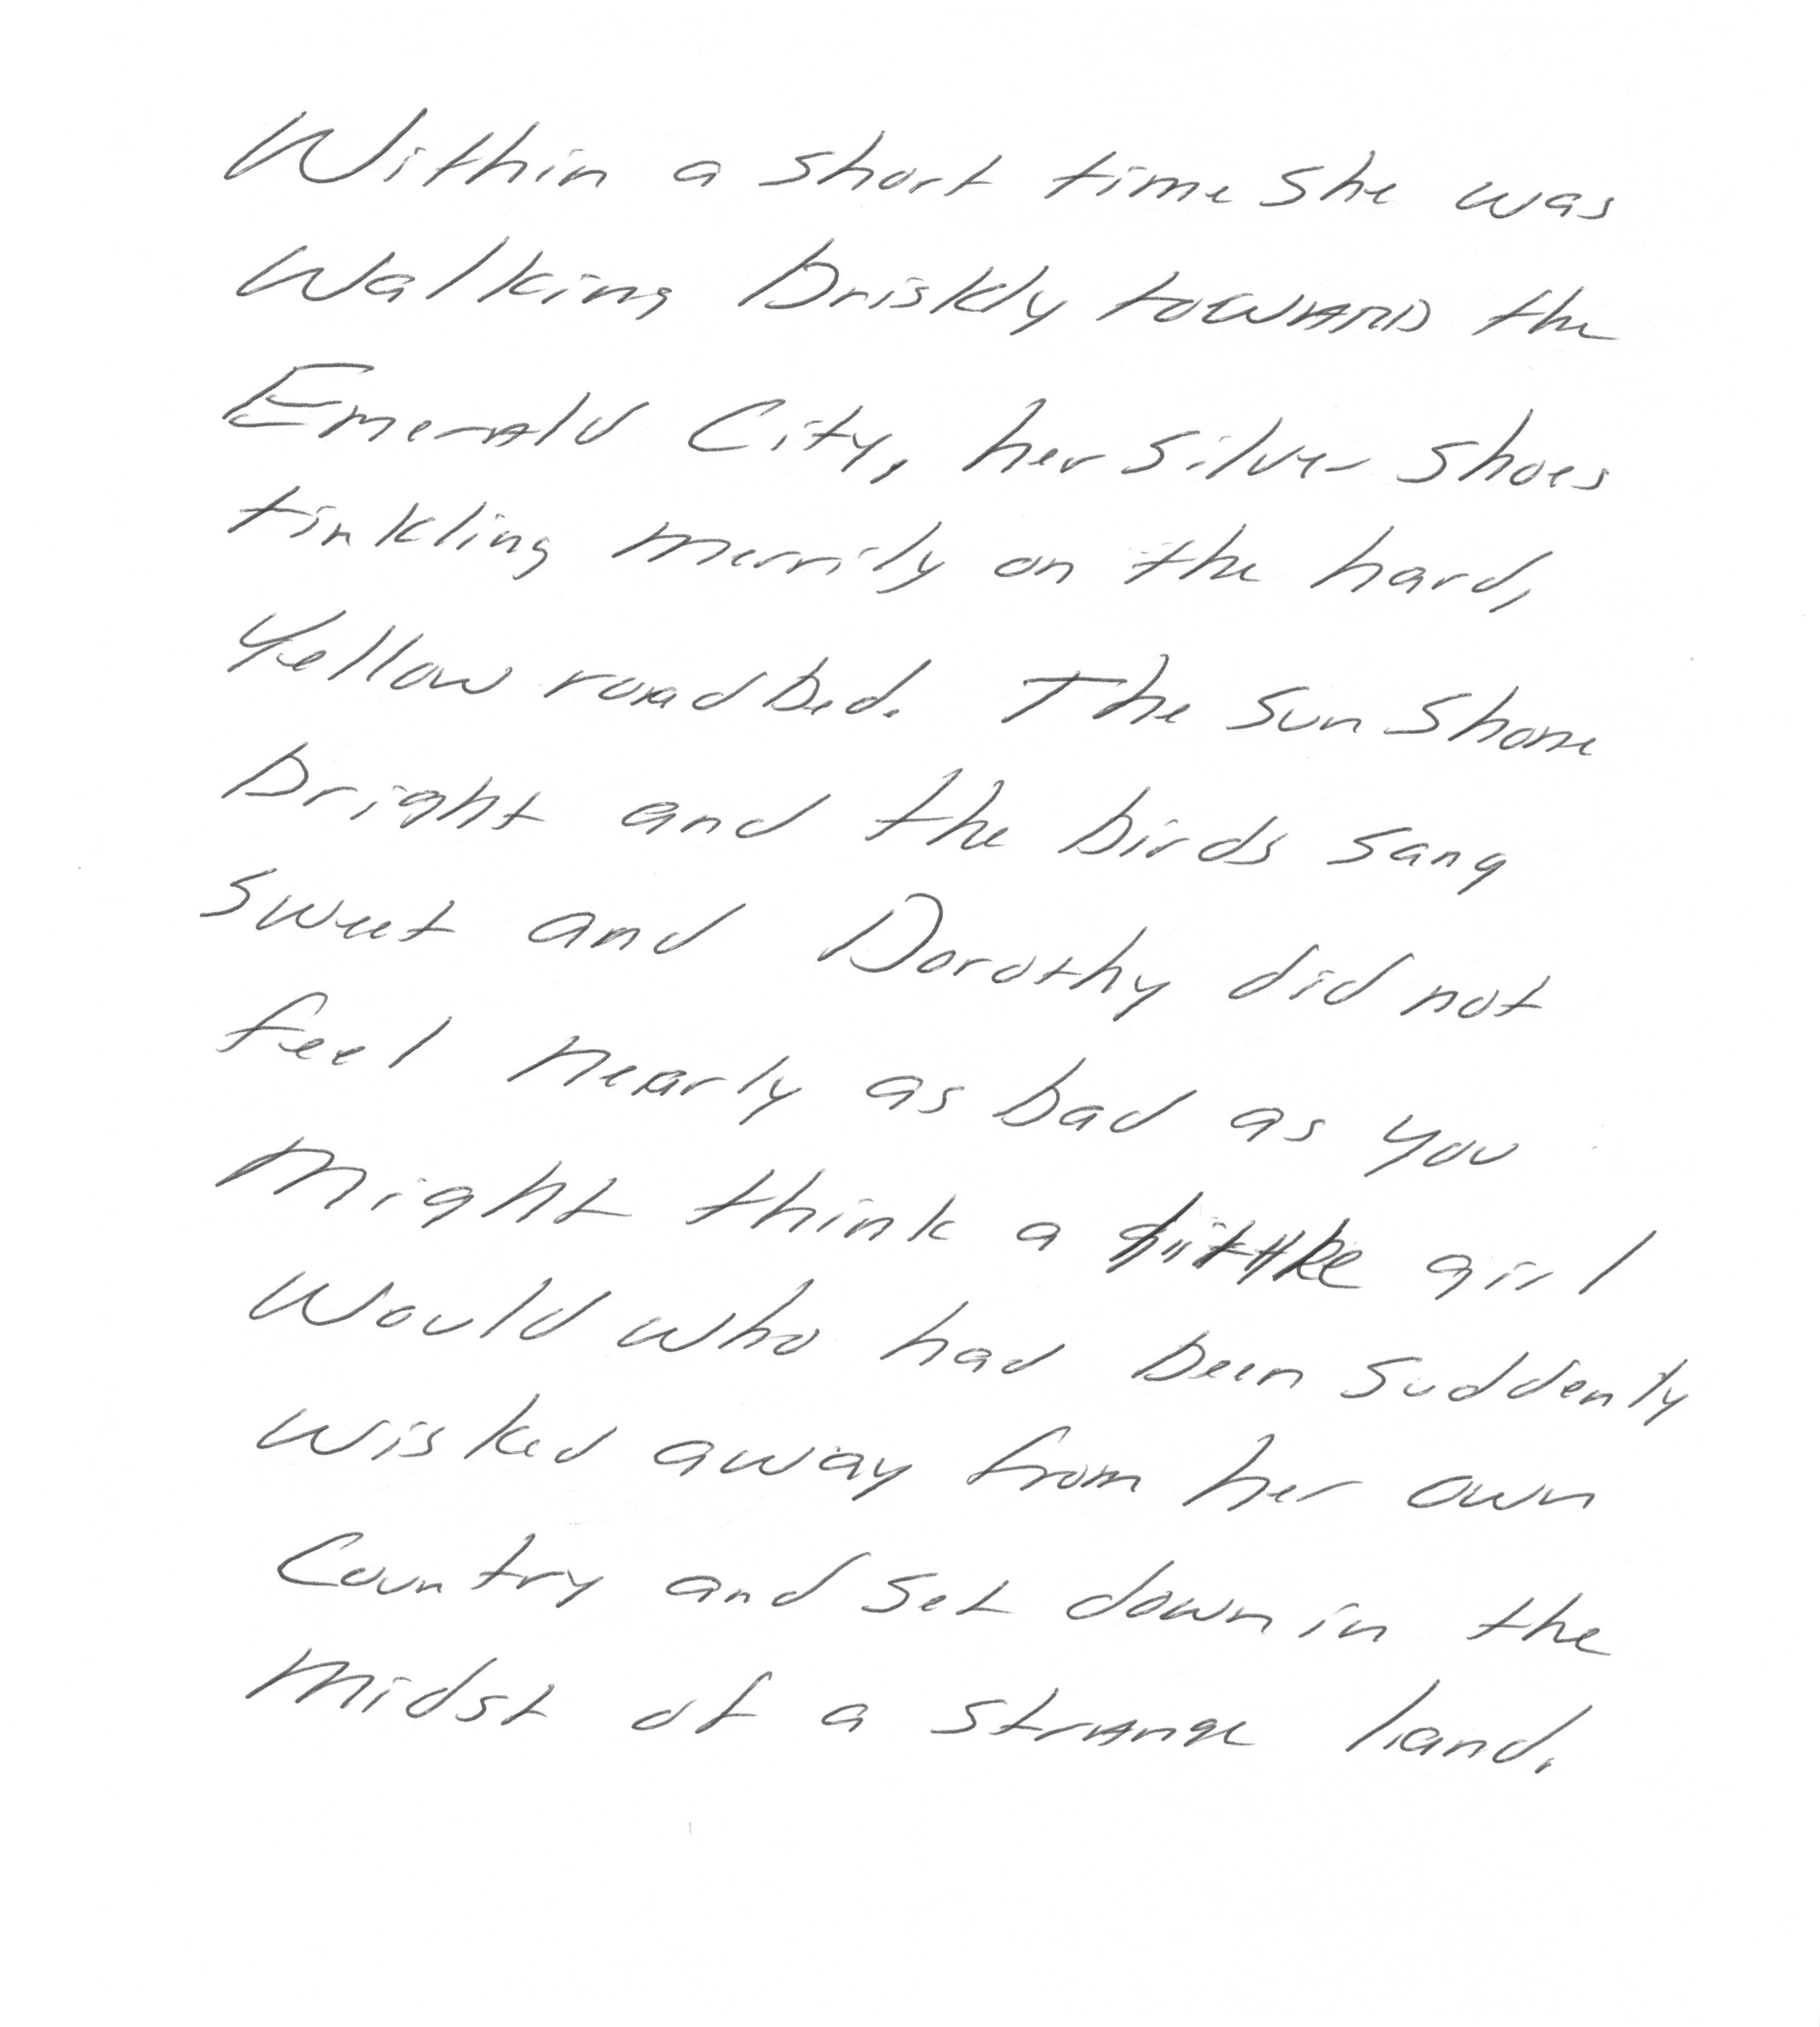 Within a short time she was
Walking briskly toward the
Emerald City, her silver shoes
tinkling merrily on the hard,
Yellow roadbed. The sun shone
bright and the birds sang
sweet and Dorothy did not
feel nearly as bad as you
Might think a little girl
Would who had been suddenly
wisked away from her own
Country and set down in the
Midst of a strange land.